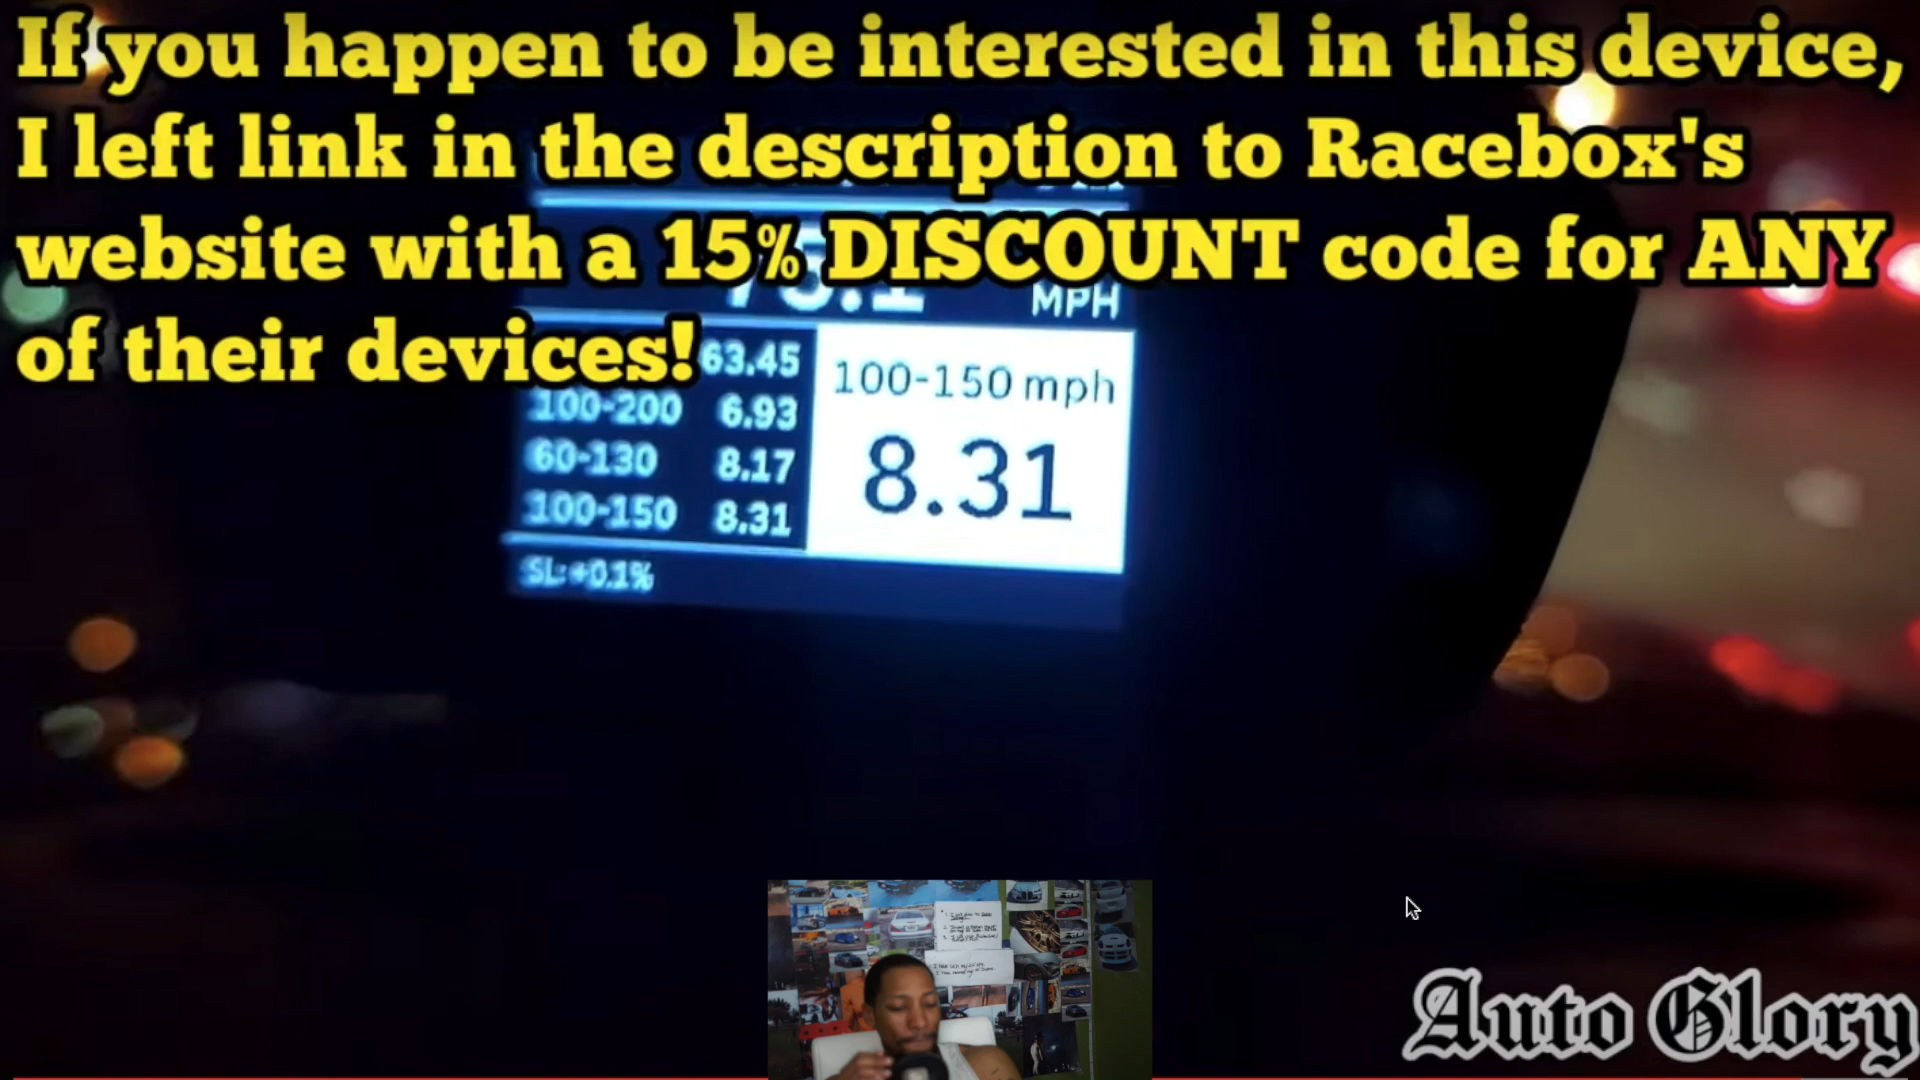 If you happen to be interested in this device,
I left link in the description to Racebox's
website with a 15% DISCOUNT code for ANY
of their devices!
MPH
63.45
100-200 6.93
60-130 8.17
100-150 8.31
100-150 mph
8.31
SL: +0.1%
Auto Glory